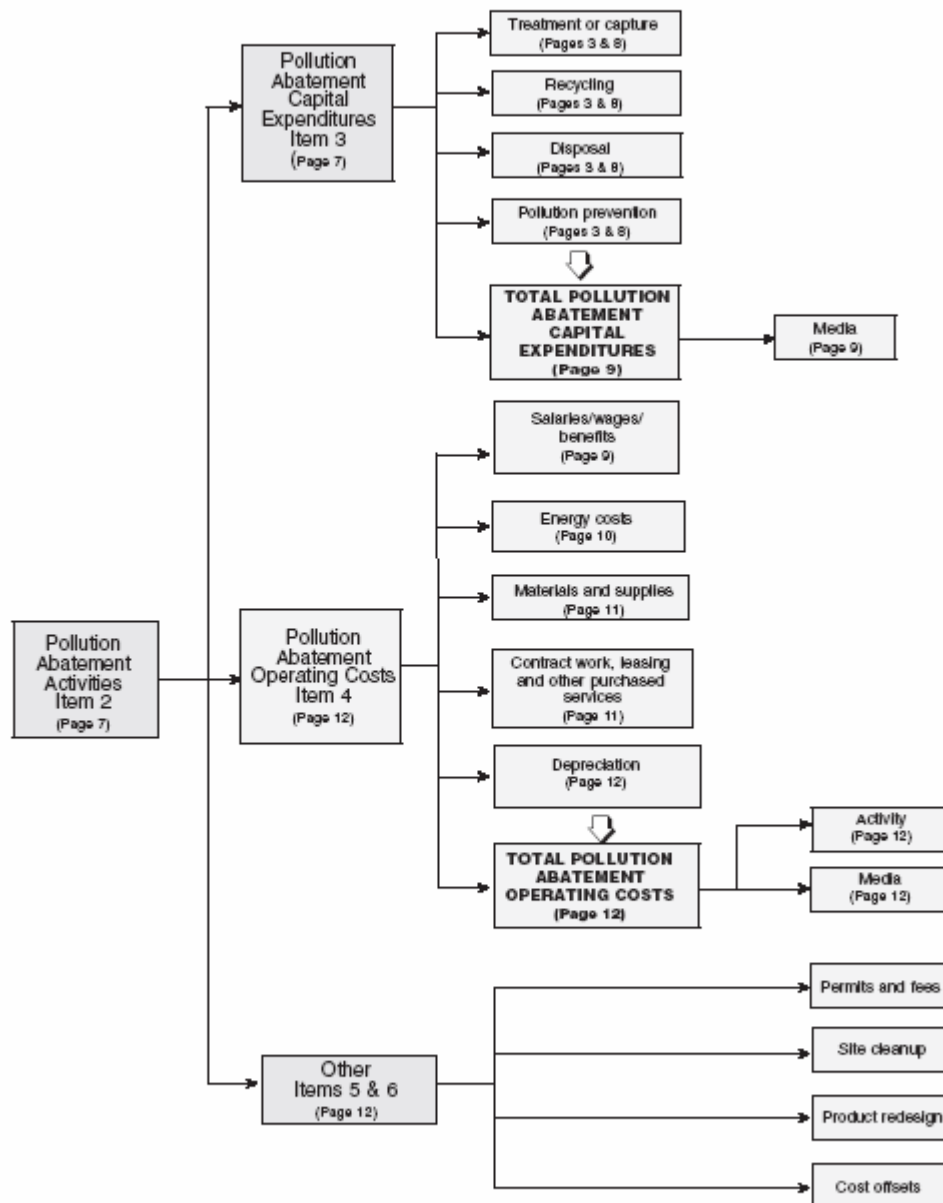 Pollution
Abatement
Capital
Expenditures
Item 3
(Page 7)
Treatment or capture
(Pages 3 & 8)
Recycling
(Pages 3 & 8)
Disposal
(Pages 3 & 8)
Pollution prevention
(Pages 3 & 8)
TOTAL POLLUTION
ABATEMENT
CAPITAL
EXPENDITURES
(Page 9)
Media
(Page 9)
Pollution
Abatement
Activities
Item 2
(Page 7)
Pollution
Abatement
Operating Costs
Item 4
(Page 12)
Salaries/wages/
benefits
(Page 9)
Energy costs
(Page 10)
Materials and supplies
(Page 11)
Contract work, leasing
and other purchased
services
(Page 11)
Depreciation
(Page 12)
TOTAL POLLUTION
ABATEMENT
OPERATING COSTS
(Page 12)
Activity
(Page 12)
Media
(Page 12)
Other
Items 5 & 6
(Page 12)
Permits and fees
Site cleanup
Product redesign
Cost offsets